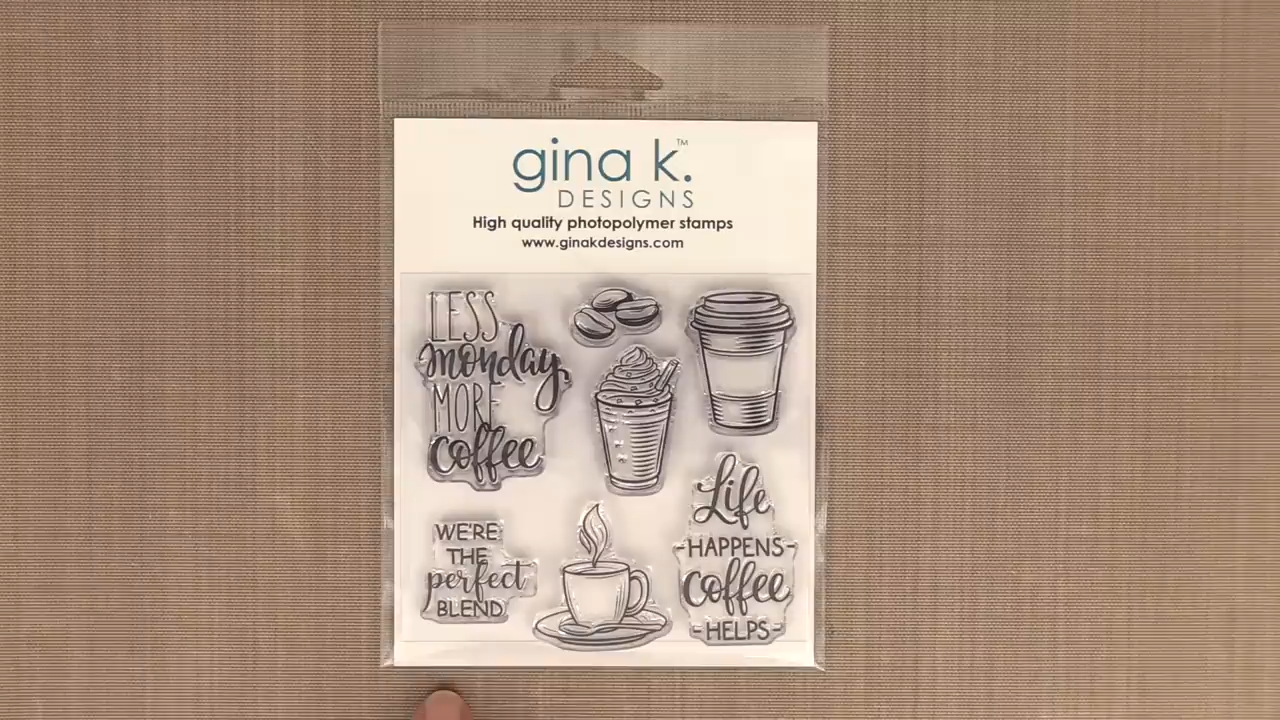 gina k.™
DESIGNS
High quality photopolymer stamps
www.ginakdesigns.com
LESS
monday
MORE
coffee
WE'RE
THE
perfect
BLEND
Life
-HAPPENS-
coffee
-HELPS-